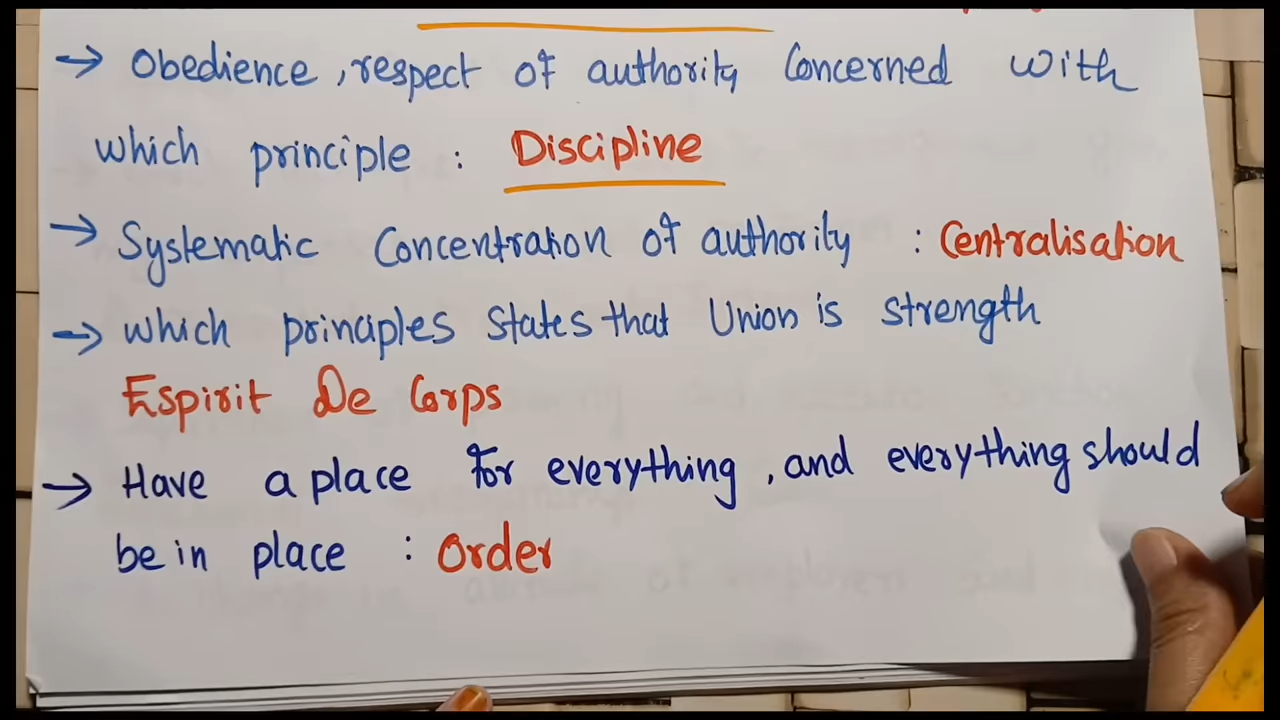 → Obedience, respect of authority Concerned with
which principle : Discipline
→ Systematic Concentration of authority : Centralisation
→ which principles States that Union is strength
Espirit De Corps
→ Have a place for everything, and everything should
be in place : Order